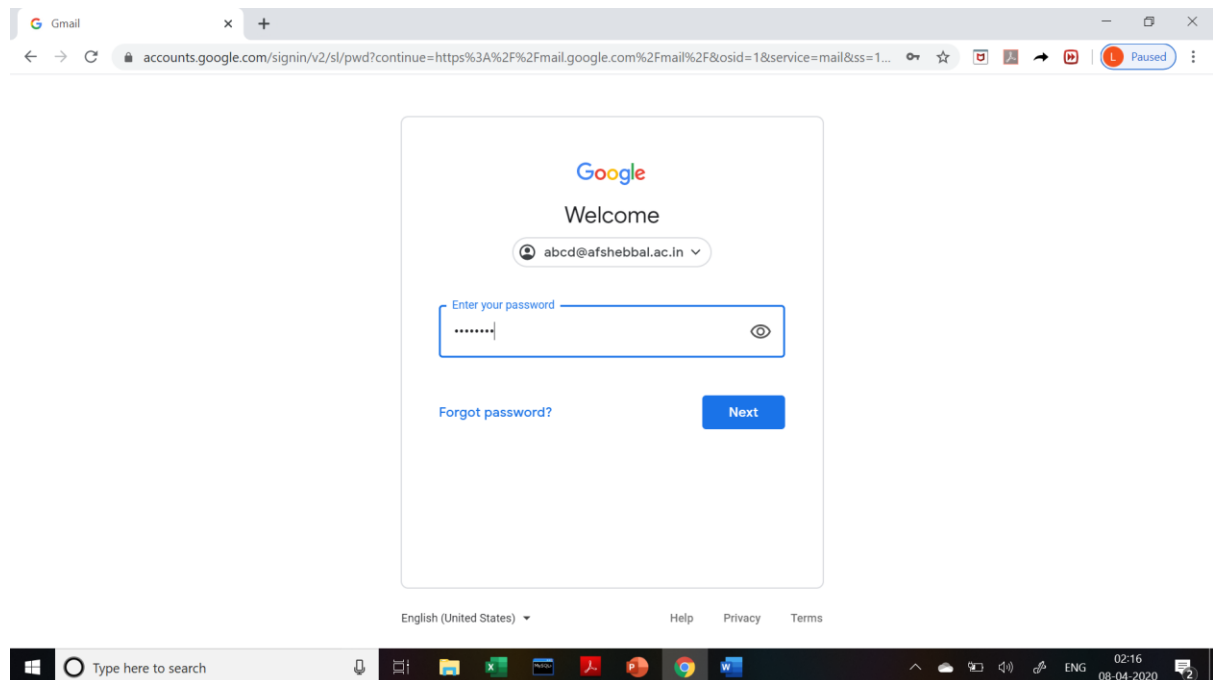 Gmail
accounts.google.com/signin/v2/sl/pwd?continue=https%3A%2F%2Fmail.google.com%2Fmail%2F&osid=1&service=mail&ss=1...
L Paused
Google
Welcome
abcd@afshebbal.ac.in
Enter your password
••••••••
Forgot password? Next
English (United States) Help Privacy Terms
Type here to search ENG 02:16
08-04-2020 2